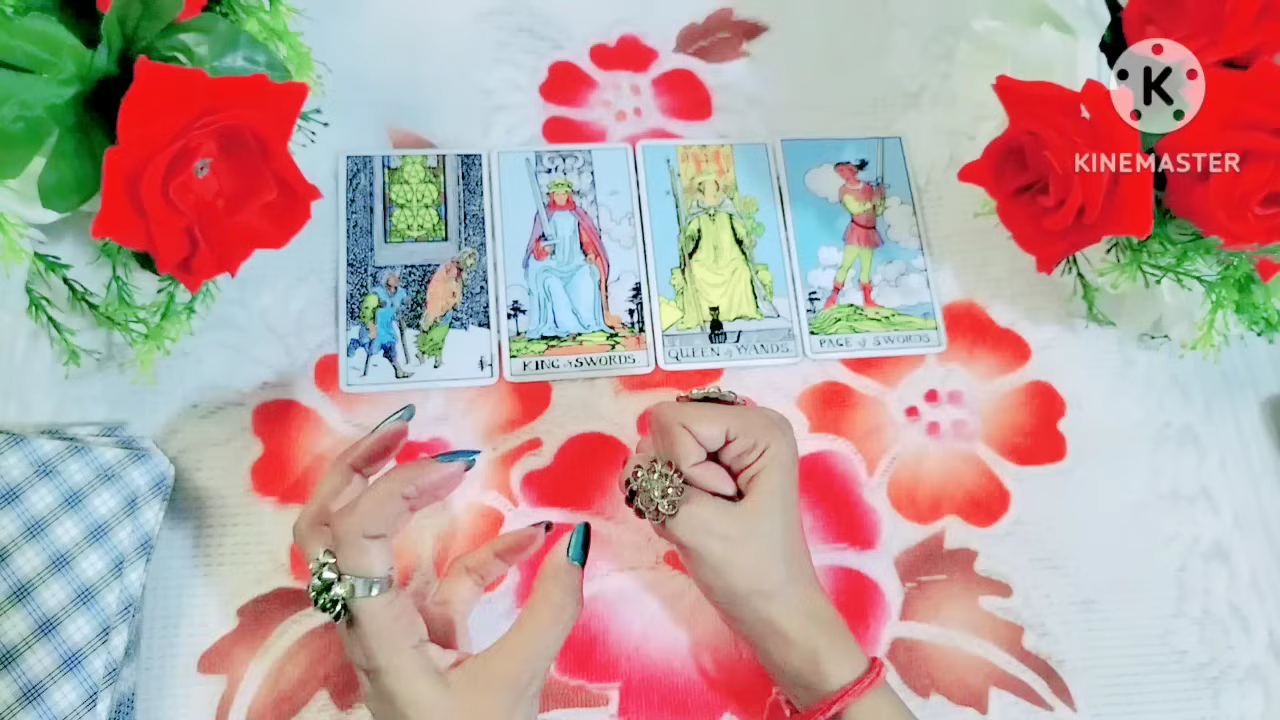 K
KINEMASTER
KING of SWORDS.
QUEEN of WANDS.
PAGE of SWORDS.